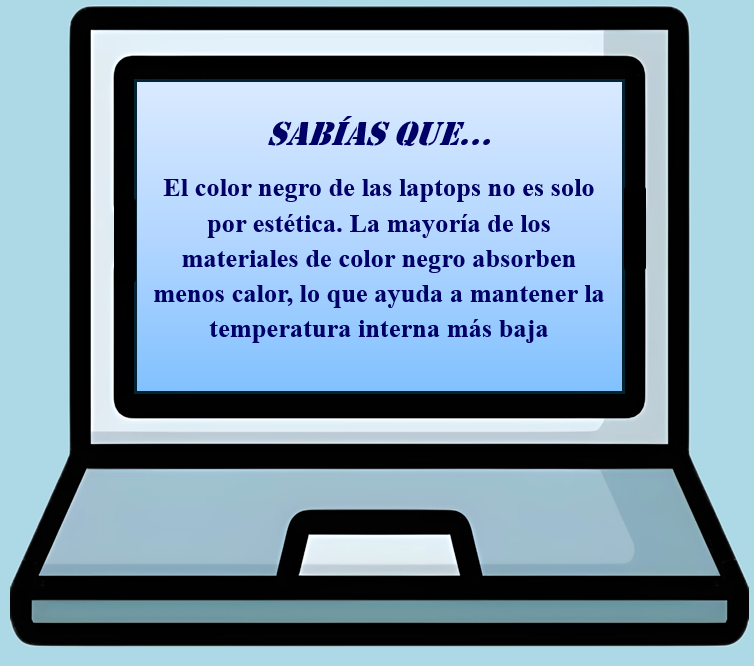 SABÍAS QUE...
El color negro de las laptops no es solo
por estética. La mayoría de los
materiales de color negro absorben
menos calor, lo que ayuda a mantener la
temperatura interna más baja